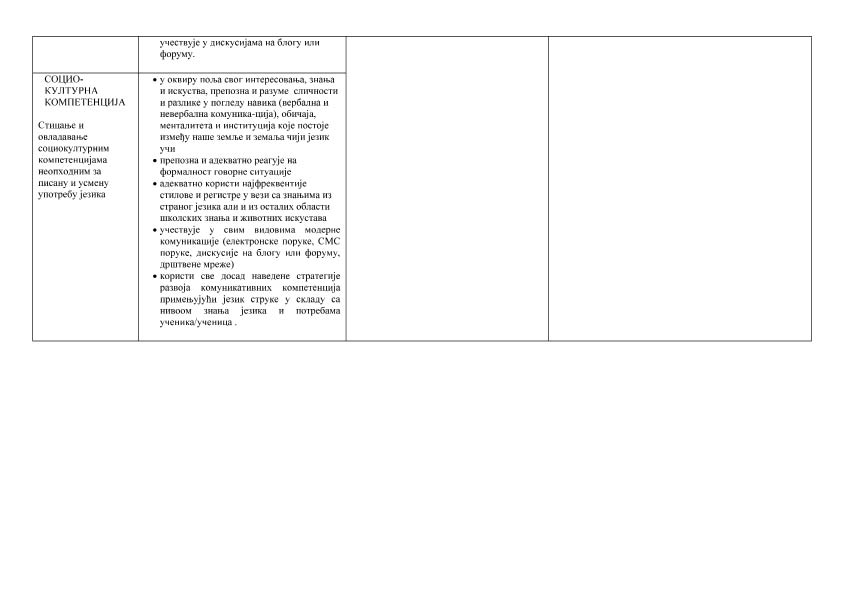 учествује у дискусијама на блогу или
форуму.
СОЦИО-
КУЛТУРНА
КОМПЕТЕНЦИЈА
Стицање и
овладавање
социокултурним
компетенцијама
неопходним за
писану и усмену
употребу језика
• у оквиру поља свог интересовања, знања
и искуства, препозна и разуме сличности
и разлике у погледу навика (вербална и
невербална комуника-ција), обичаја,
менталитета и институција које постоје
између наше земље и земаља чији језик
учи
• препозна и адекватно реагује на
формалност говорне ситуације
• адекватно користи најфреквентије
стилове и регистре у вези са знањима из
страног језика али и из осталих области
школских знања и животних искустава
• учествује у свим видовима модерне
комуникације (електронске поруке, СМС
поруке, дискусије на блогу или форуму,
дрштвене мреже)
• користи све досад наведене стратегије
развоја комуникативних компетенција
примењујући језик струке у складу са
нивоом знања језика и потребама
ученика/ученица .